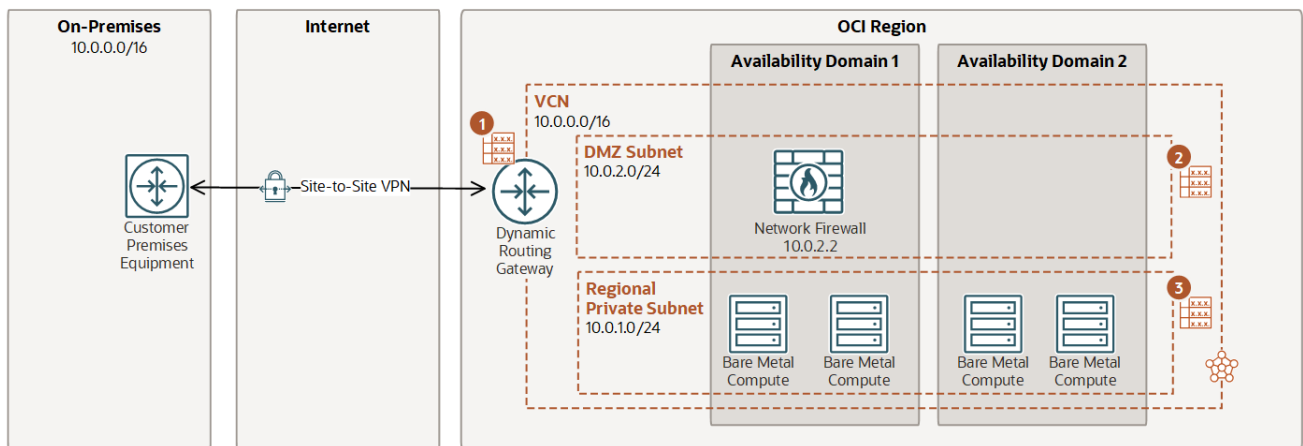 On-Premises
10.0.0.0/16
Internet
OCI Region
Availability Domain 1
Availability Domain 2
VCN
10.0.0.0/16
1
DMZ Subnet
10.0.2.0/24
2
Site-to-Site VPN
Customer
Premises
Equipment
Dynamic
Routing
Gateway
Network Firewall
10.0.2.2
Regional
Private Subnet
10.0.1.0/24
3
Bare Metal
Compute
Bare Metal
Compute
Bare Metal
Compute
Bare Metal
Compute
x.x.x.
x.x.x.
x.x.x.
x.x.x.
x.x.x.
x.x.x.
x.x.x.
x.x.x.
x.x.x.